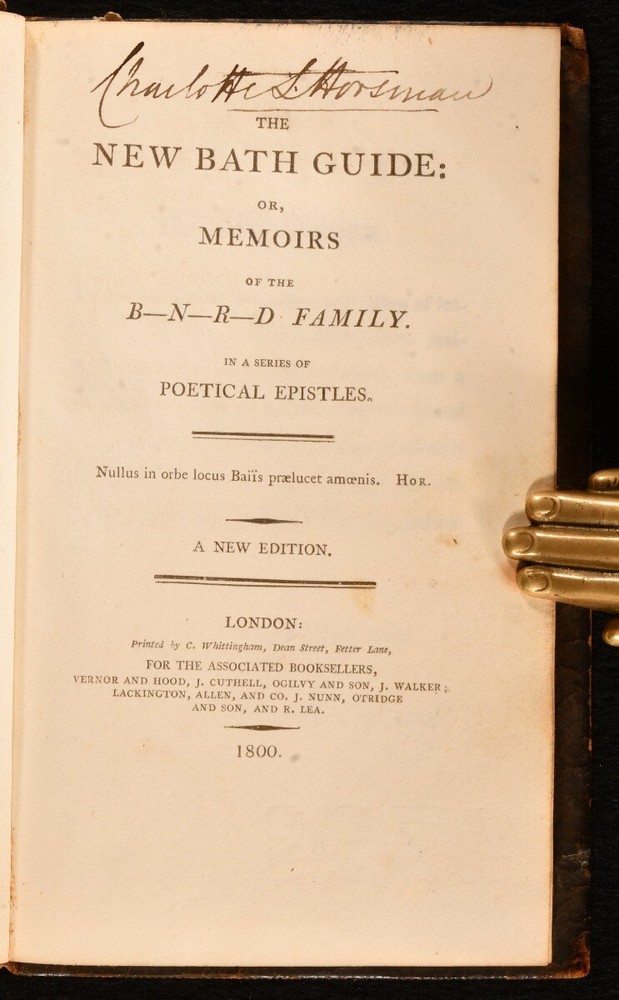 Charlotte L Horsman
THE
NEW BATH GUIDE:
OR,
MEMOIRS
OF THE
B—N—R—D FAMILY.
IN A SERIES OF
POETICAL EPISTLES.
Nullus in orbe locus Baiïs prælucet amœnis. HOR.
A NEW EDITION.
LONDON:
Printed by C. Whittingham, Dean Street, Fetter Lane,
FOR THE ASSOCIATED BOOKSELLERS,
VERNOR AND HOOD, J. CUTHELL, OGILVY AND SON, J. WALKER;
LACKINGTON, ALLEN, AND CO. J. NUNN, OTRIDGE
AND SON, AND R. LEA.
1800.